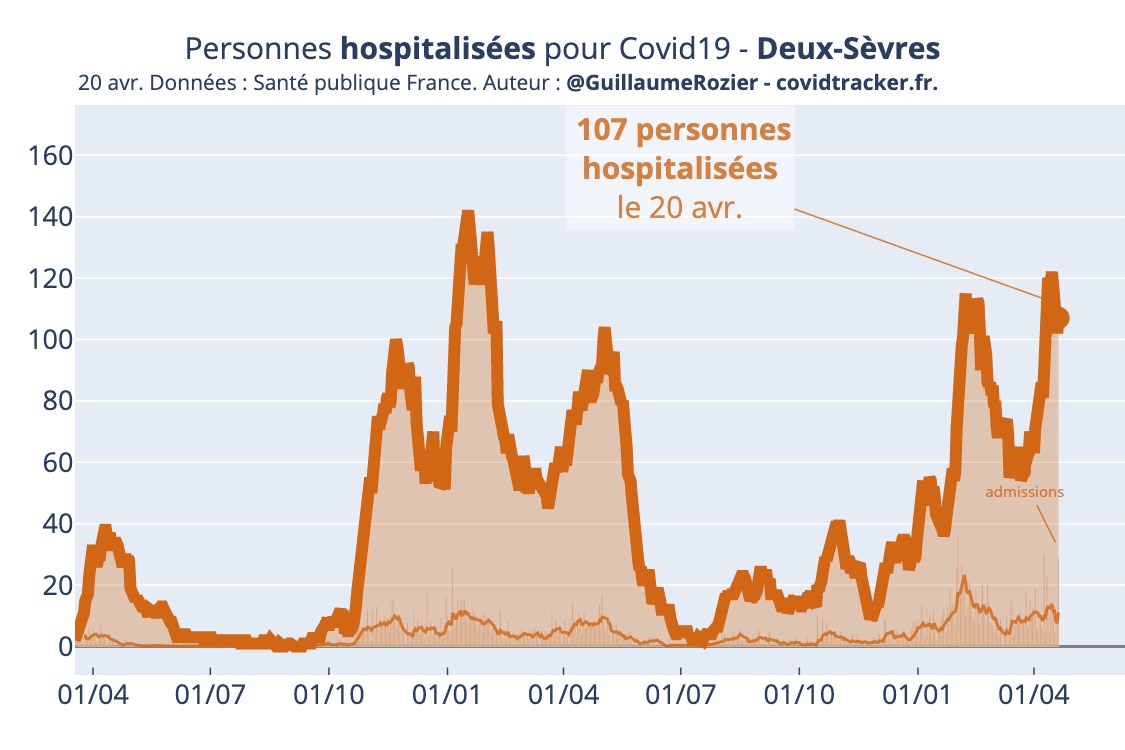 Personnes hospitalisées pour Covid19 - Deux-Sèvres
20 avr. Données : Santé publique France. Auteur : @GuillaumeRozier - covidtracker.fr.
107 personnes
hospitalisées
le 20 avr.
160
140
120
100
80
60
admissions
40
20
0
01/04 01/07 01/10 01/01 01/04 01/07 01/10 01/01 01/04